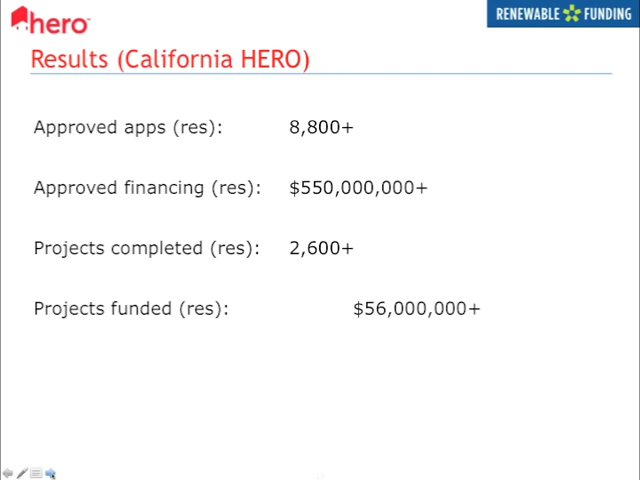 hero
RENEWABLE FUNDING
Results (California HERO)
Approved apps (res): 8,800+
Approved financing (res): $550,000,000+
Projects completed (res): 2,600+
Projects funded (res): $56,000,000+